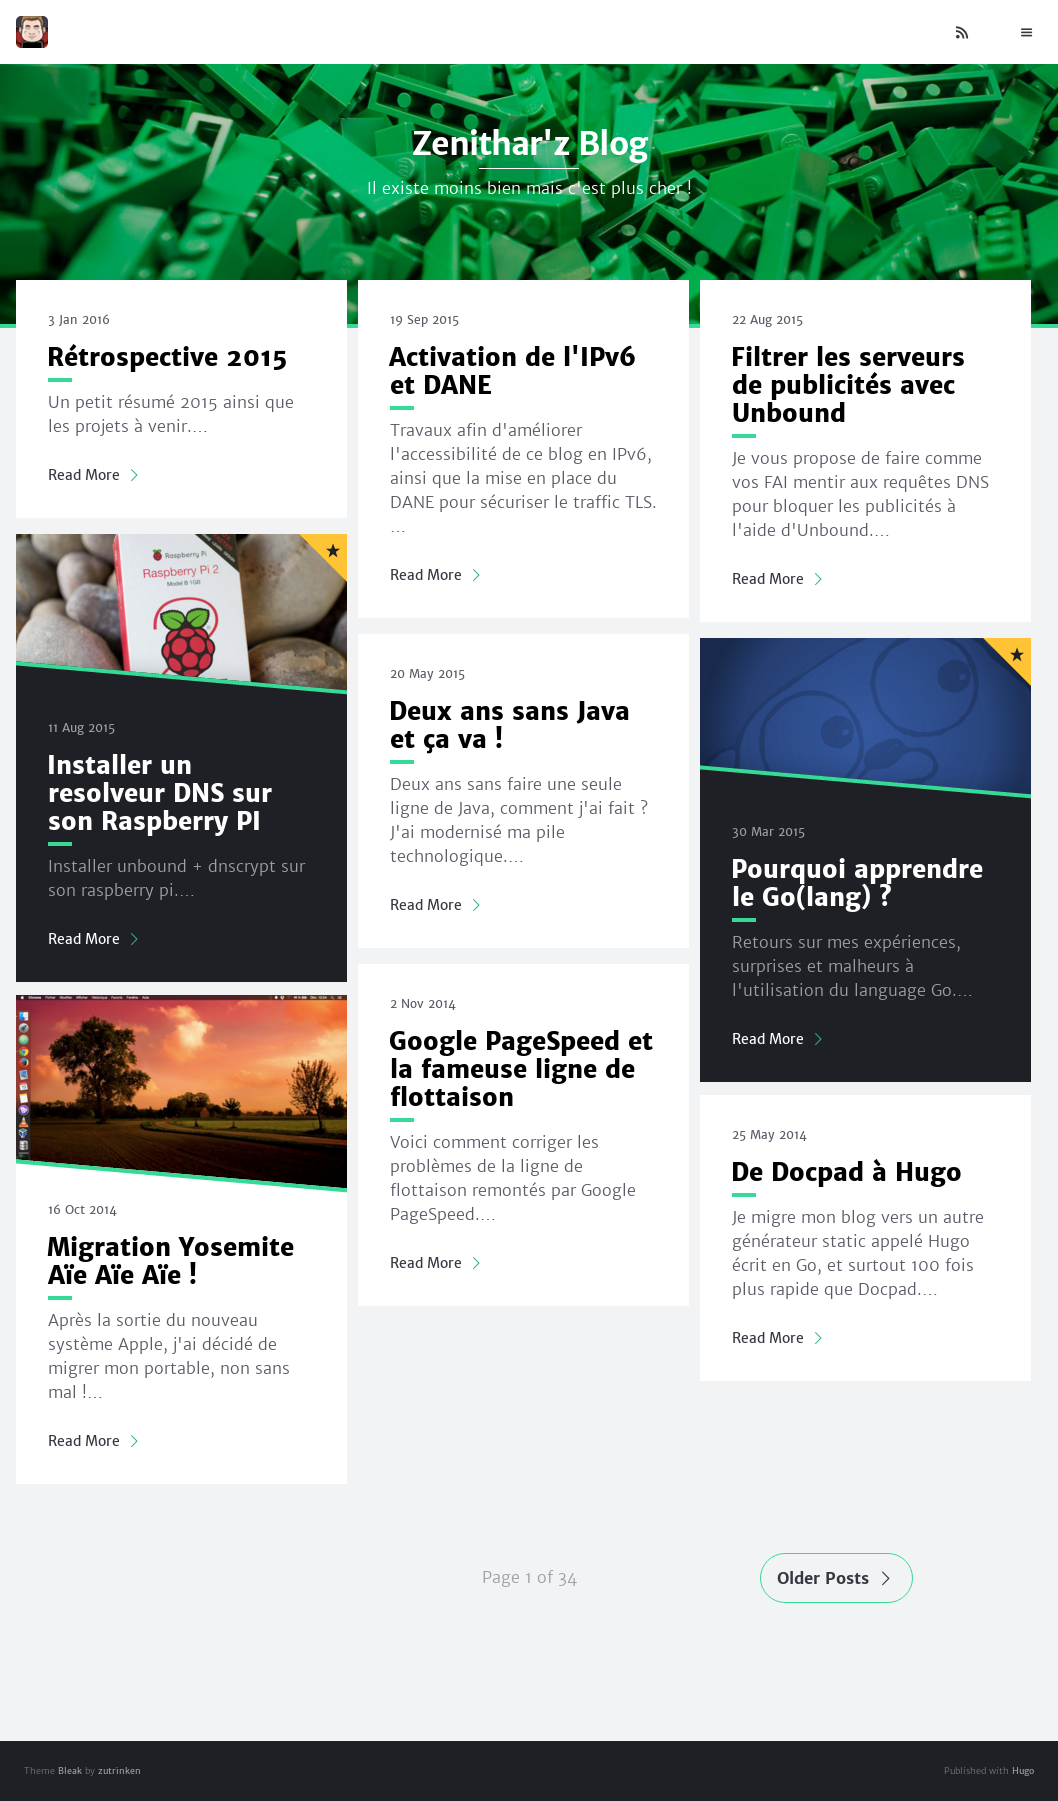 Zenithar'z Blog
Il existe moins bien mais c'est plus cher !
3 Jan 2016
Rétrospective 2015
Un petit résumé 2015 ainsi que
les projets à venir.…
Read More
19 Sep 2015
Activation de l'IPv6
et DANE
Travaux afin d'améliorer
l'accessibilité de ce blog en IPv6,
ainsi que la mise en place du
DANE pour sécuriser le traffic TLS.
…
Read More
22 Aug 2015
Filtrer les serveurs
de publicités avec
Unbound
Je vous propose de faire comme
vos FAI mentir aux requêtes DNS
pour bloquer les publicités à
l'aide d'Unbound.…
Read More
Raspberry Pi
Raspberry Pi 2
Model B 1GB
11 Aug 2015
Installer un
resolveur DNS sur
son Raspberry PI
Installer unbound + dnscrypt sur
son raspberry pi.…
Read More
20 May 2015
Deux ans sans Java
et ça va !
Deux ans sans faire une seule
ligne de Java, comment j'ai fait ?
J'ai modernisé ma pile
technologique.…
Read More
30 Mar 2015
Pourquoi apprendre
le Go(lang) ?
Retours sur mes expériences,
surprises et malheurs à
l'utilisation du language Go.…
Read More
16 Oct 2014
Migration Yosemite
Aïe Aïe Aïe !
Après la sortie du nouveau
système Apple, j'ai décidé de
migrer mon portable, non sans
mal !…
Read More
2 Nov 2014
Google PageSpeed et
la fameuse ligne de
flottaison
Voici comment corriger les
problèmes de la ligne de
flottaison remontés par Google
PageSpeed.…
Read More
25 May 2014
De Docpad à Hugo
Je migre mon blog vers un autre
générateur static appelé Hugo
écrit en Go, et surtout 100 fois
plus rapide que Docpad.…
Read More
Page 1 of 34
Older Posts
Theme Bleak by zutrinken
Published with Hugo